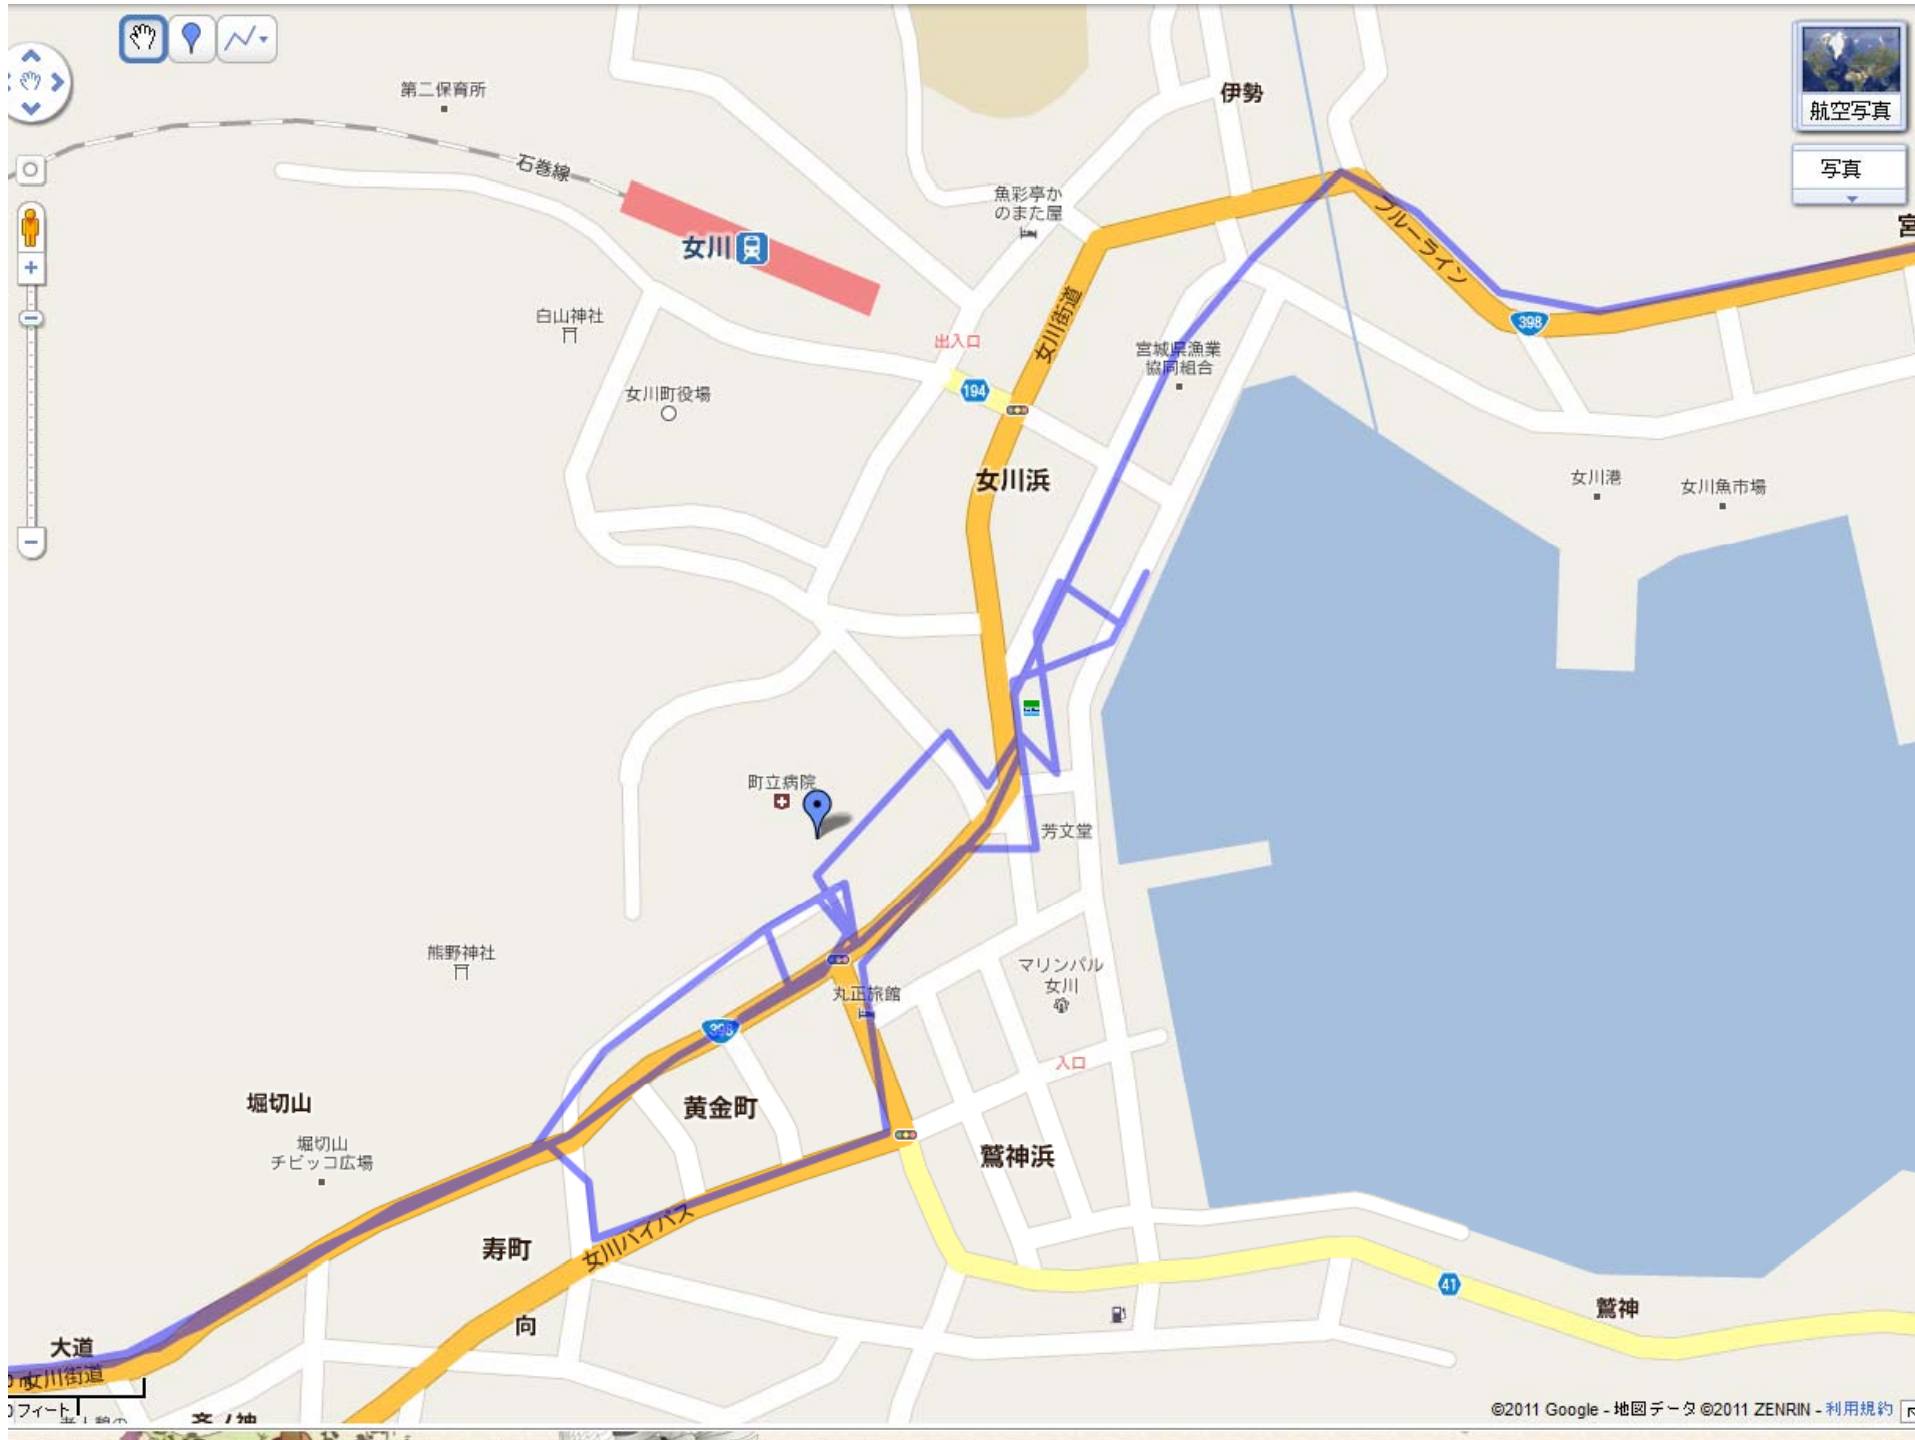 第二保育所
伊勢
航空写真
写真
石巻線
魚彩亭か
のまた屋
女川
ブルーライン
白山神社
女川街道
398
出入口
宮城県漁業
協同組合
女川町役場
194
女川浜
女川港
女川魚市場
町立病院
芳文堂
熊野神社
マリンパル
女川
丸正旅館
398
入口
堀切山
黄金町
堀切山
チビッコ広場
鷲神浜
寿町
女川バイパス
41
鷲神
向
大道
女川街道
フィート
©2011 Google - 地図データ ©2011 ZENRIN - 利用規約